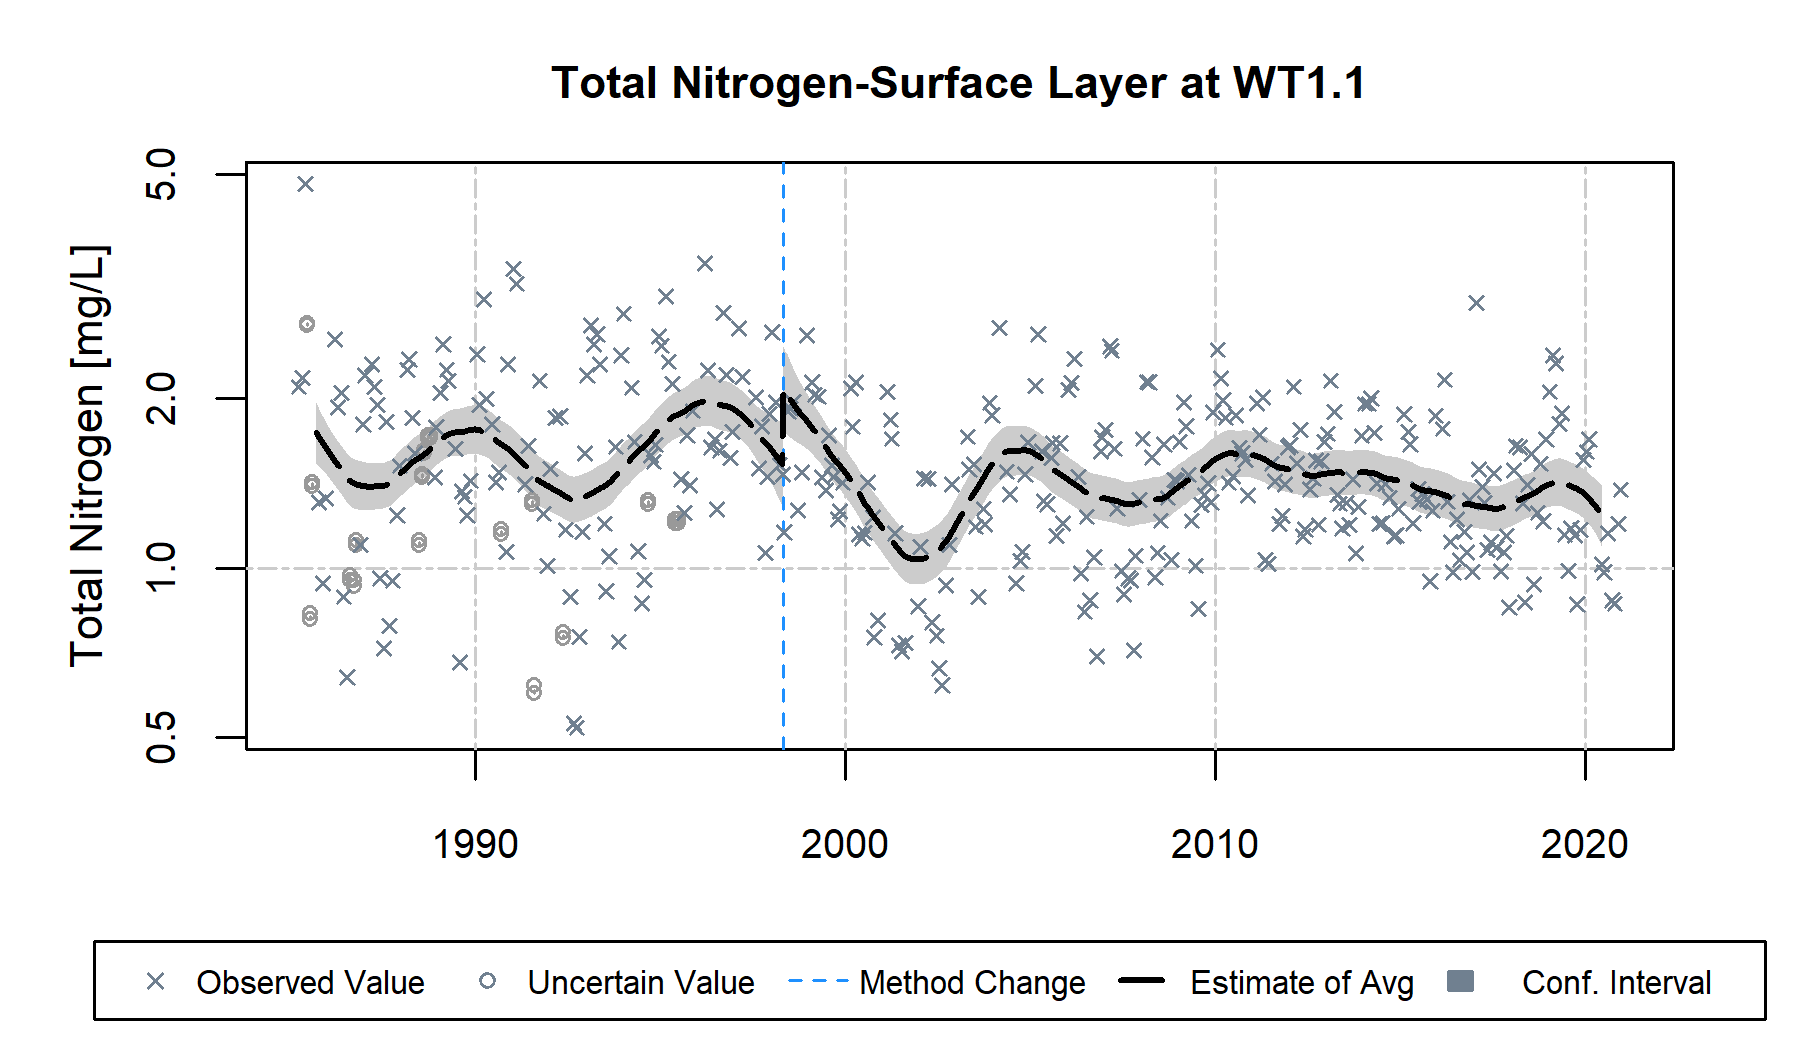 Total Nitrogen-Surface Layer at WT1.1
Total Nitrogen [mg/L]
5.0
2.0
1.0
0.5
1990 2000 2010 2020
Observed Value Uncertain Value Method Change Estimate of Avg Conf. Interval